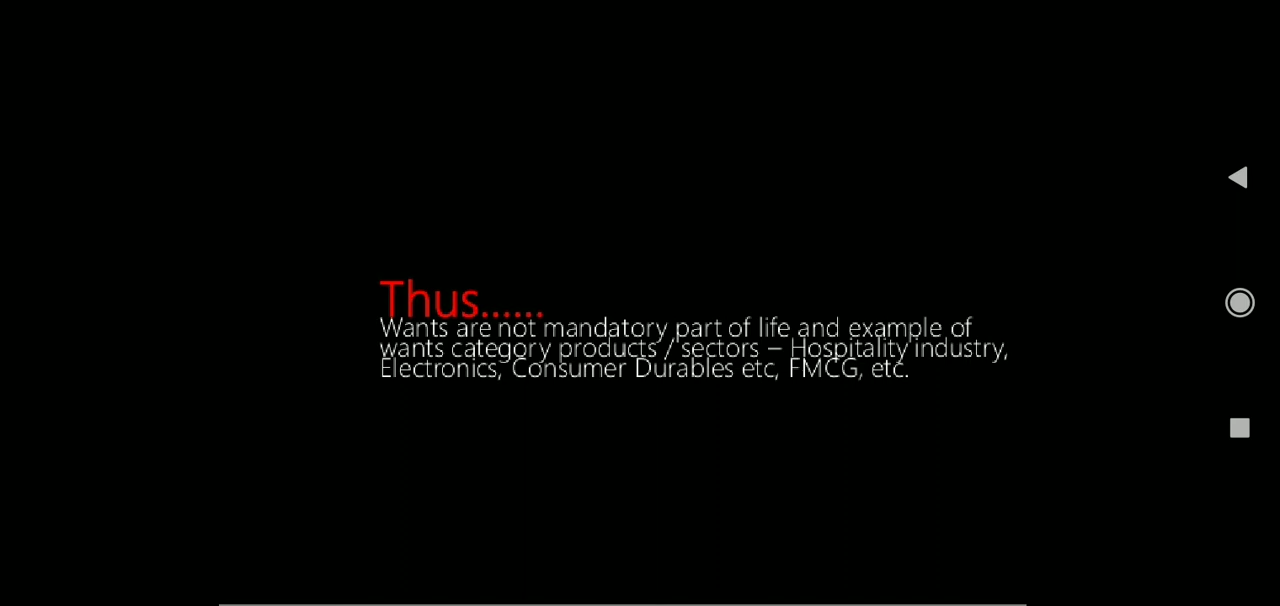 Thus......
Wants are not mandatory part of life and example of
wants category products / sectors – Hospitality industry,
Electronics, Consumer Durables etc, FMCG, etc.